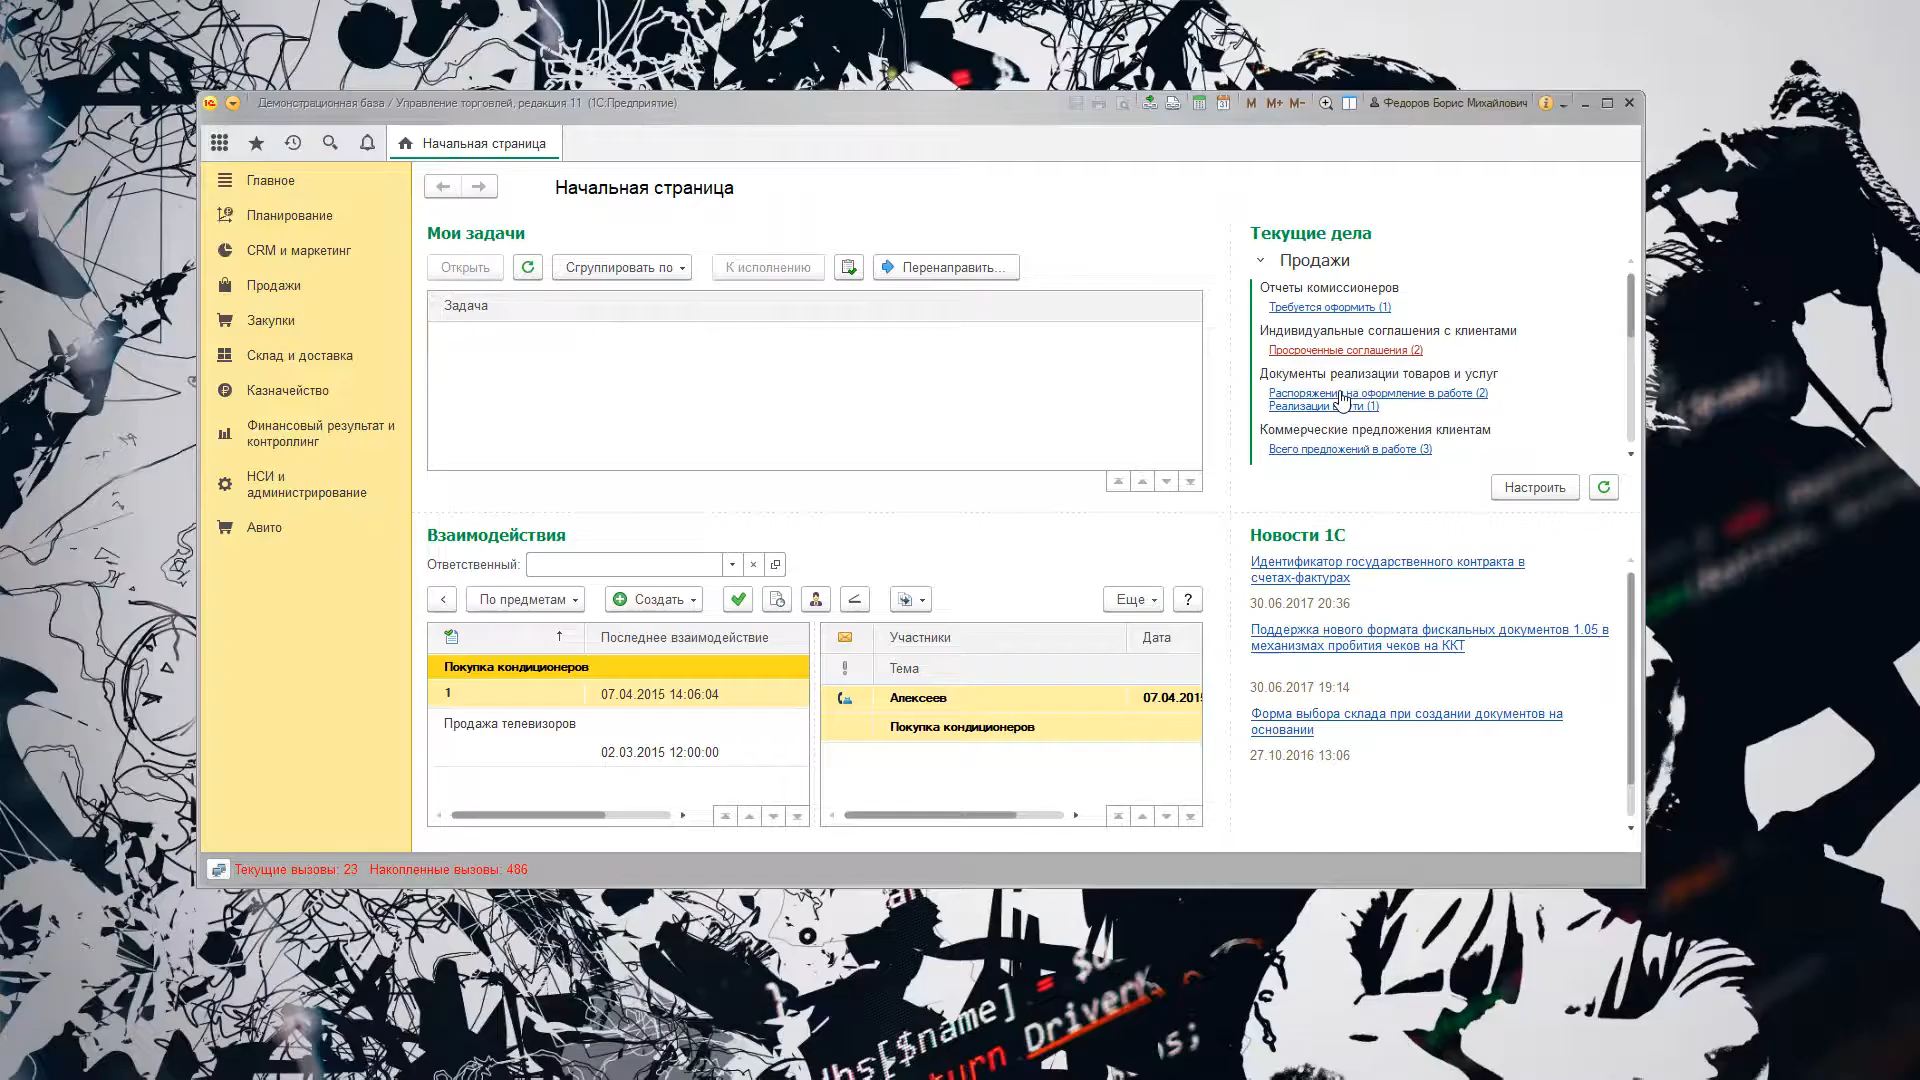 Демонстрационная база / Управление торговлей, редакция 11 (1С:Предприятие)
M M+ M- Федоров Борис Михайлович
Начальная страница
Главное
Планирование
CRM и маркетинг
Продажи
Закупки
Склад и доставка
Казначейство
Финансовый результат и
контроллинг
НСИ и
администрирование
Авито
Начальная страница
Мои задачи
Открыть
Сгруппировать по
К исполнению
Перенаправить...
Задача
Текущие дела
Продажи
Отчеты комиссионеров
Требуется оформить (1)
Индивидуальные соглашения с клиентами
Просроченные соглашения (2)
Документы реализации товаров и услуг
на оформление в работе (2)
Реализации (1)
Коммерческие предложения клиентам
Всего предложений в работе (3)
Настроить
Взаимодействия
Ответственный:
По предметам
Создать
Еще
?
Последнее взаимодействие
Покупка кондиционеров
1 07.04.2015 14:06:04
Продажа телевизоров
02.03.2015 12:00:00
Участники Дата
Тема
Алексеев 07.04.201
Покупка кондиционеров
Новости 1С
Идентификатор государственного контракта в
счетах-фактурах
30.06.2017 20:36
Поддержка нового формата фискальных документов 1.05 в
механизмах пробития чеков на ККТ
30.06.2017 19:14
Форма выбора склада при создании документов на
основании
27.10.2016 13:06
Текущие вызовы: 23 Накопленные вызовы: 486
[$name] =
Driver